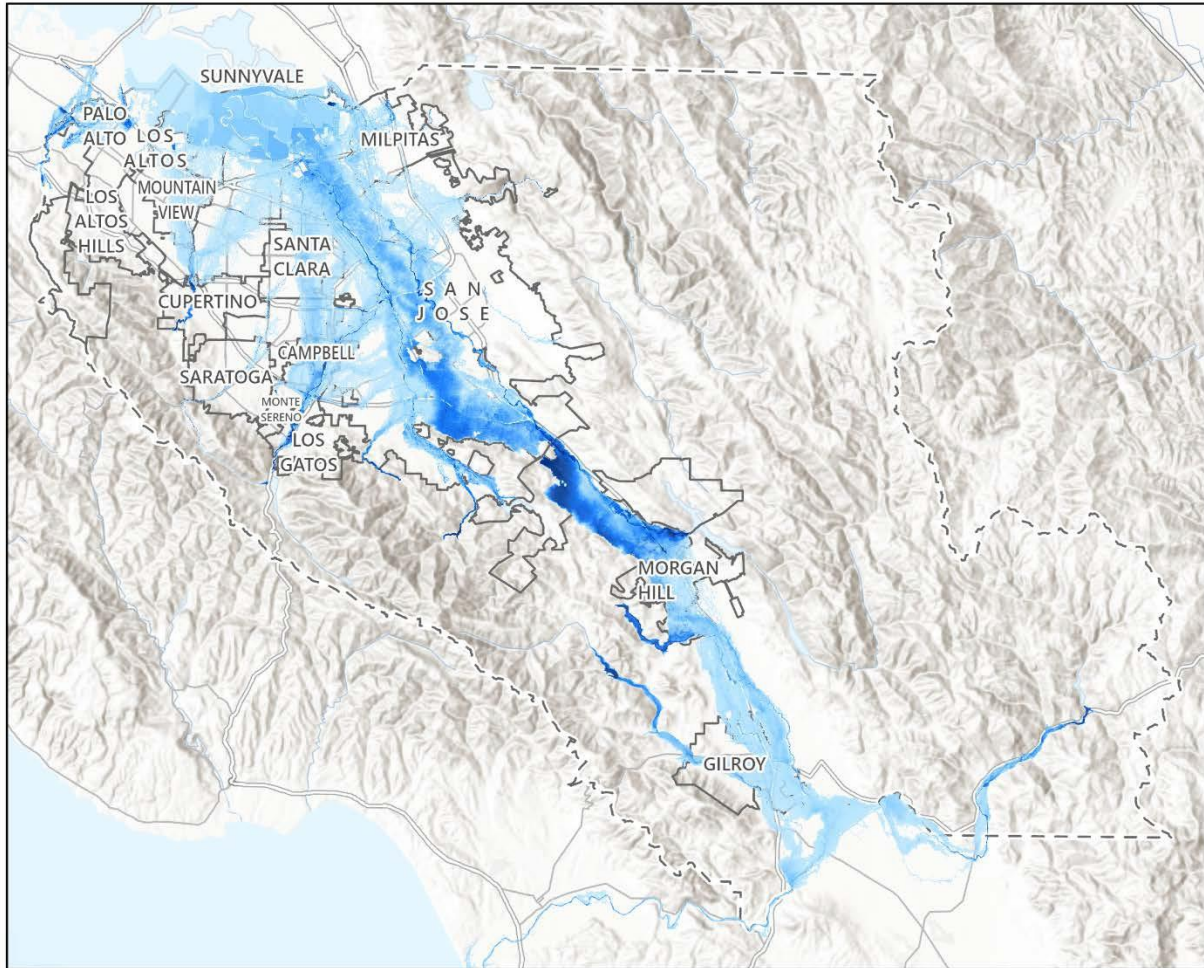 SUNNYVALE
PALO
ALTO
LOS
ALTOS
MILPITAS
MOUNTAIN
VIEW
LOS
ALTOS
HILLS
SANTA
CLARA
SAN
JOSE
CUPERTINO
CAMPBELL
SARATOGA
MONTE
SERENO
LOS
GATOS
MORGAN
HILL
GILROY